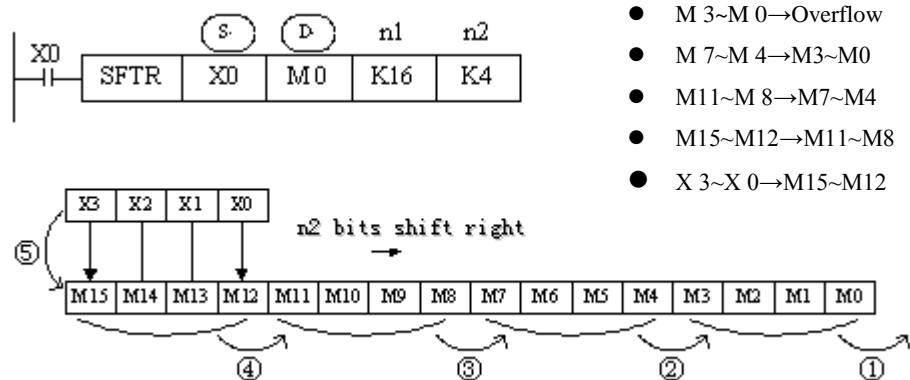 S· D· n1 n2
X0
SFTR X0 M0 K16 K4
● M 3~M 0→Overflow
● M 7~M 4→M3~M0
● M11~M 8→M7~M4
● M15~M12→M11~M8
● X 3~X 0→M15~M12
X3 X2 X1 X0
n2 bits shift right
⑤
M15 M14 M13 M12 M11 M10 M9 M8 M7 M6 M5 M4 M3 M2 M1 M0
④ ③ ② ①